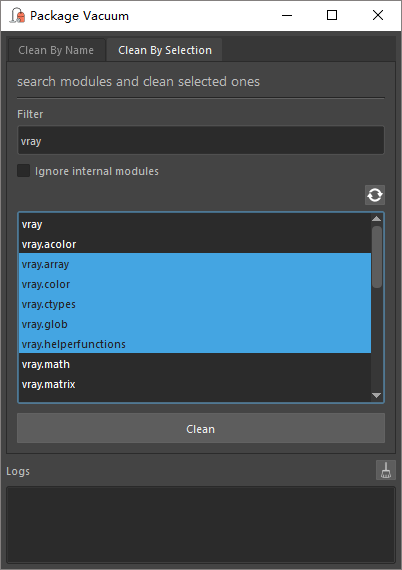 Package Vacuum
Clean By Name
Clean By Selection
search modules and clean selected ones
Filter
vray
Ignore internal modules
vray
vray.acolor
vray.array
vray.color
vray.ctypes
vray.glob
vray.helperfunctions
vray.math
vray.matrix
Clean
Logs